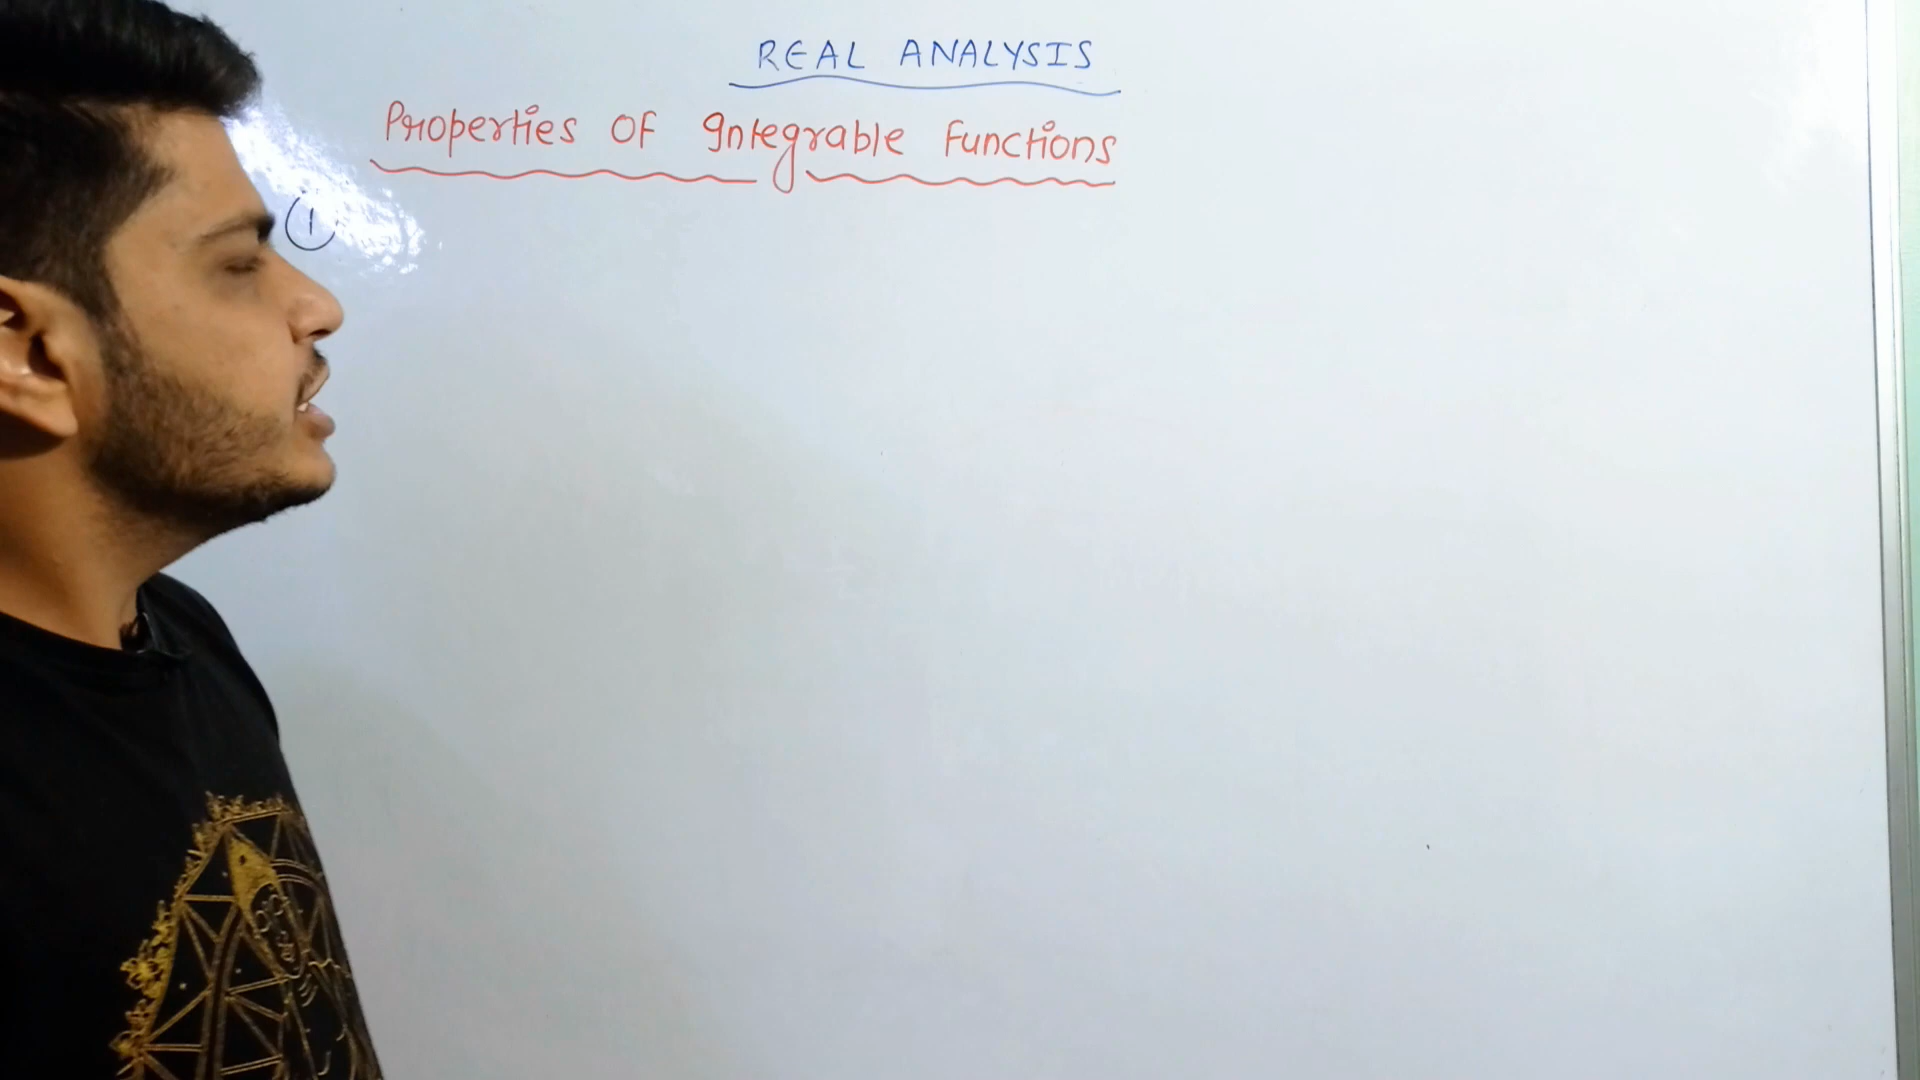 REAL ANALYSIS
Properties OF Integrable Functions
1